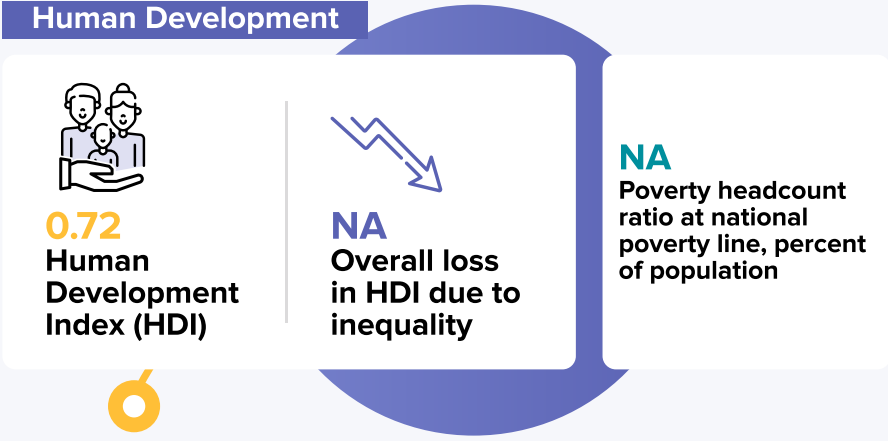 Human Development
0.72
Human
Development
Index (HDI)
NA
Overall loss
in HDI due to
inequality
NA
Poverty headcount
ratio at national
poverty line, percent
of population